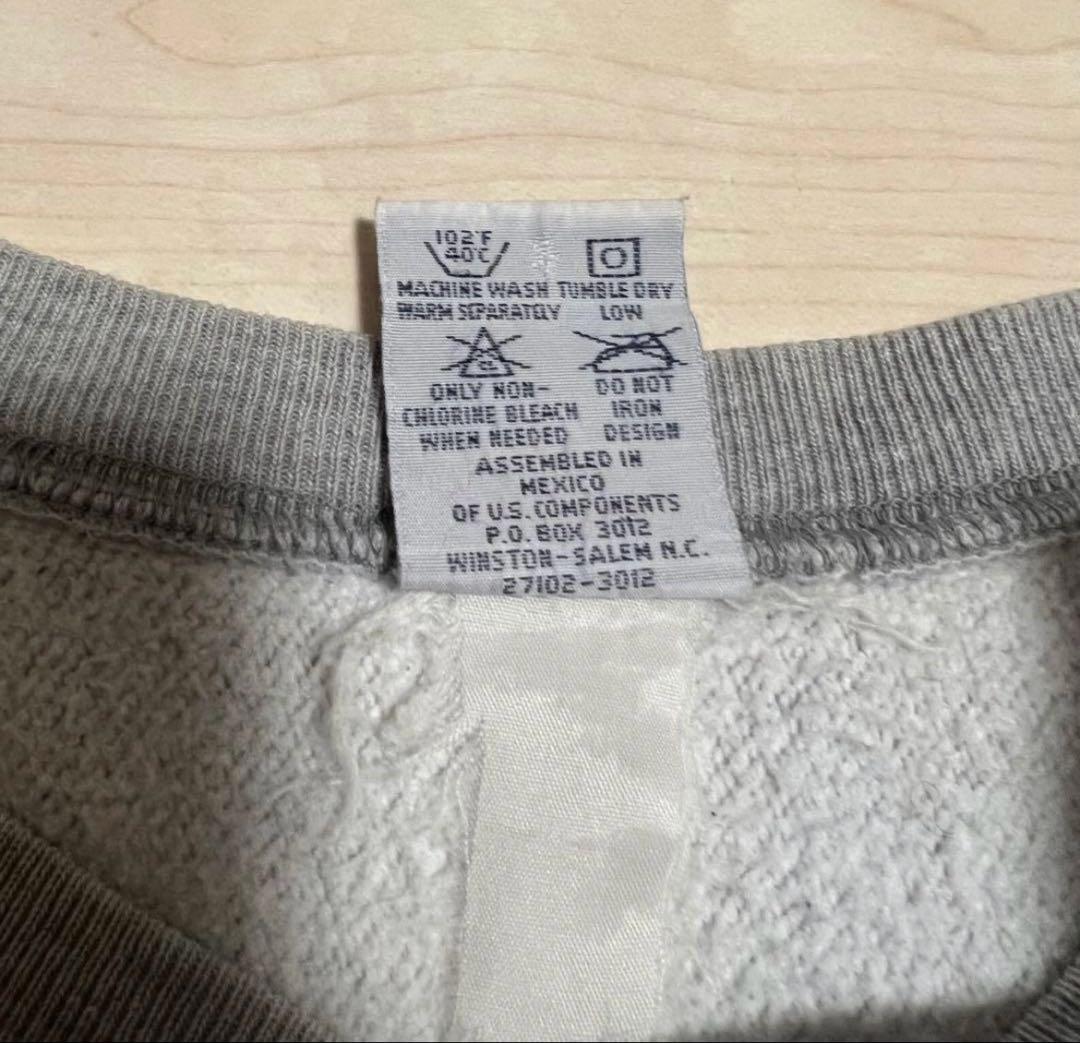 102°F
40°C
MACHINE WASH TUMBLE DRY
WARM SEPARATELY LOW
ONLY NON- DO NOT
CHLORINE BLEACH IRON
WHEN NEEDED DESIGN
ASSEMBLED IN
MEXICO
OF U.S. COMPONENTS
P.O. BOX 3012
WINSTON-SALEM N.C.
27102-3012